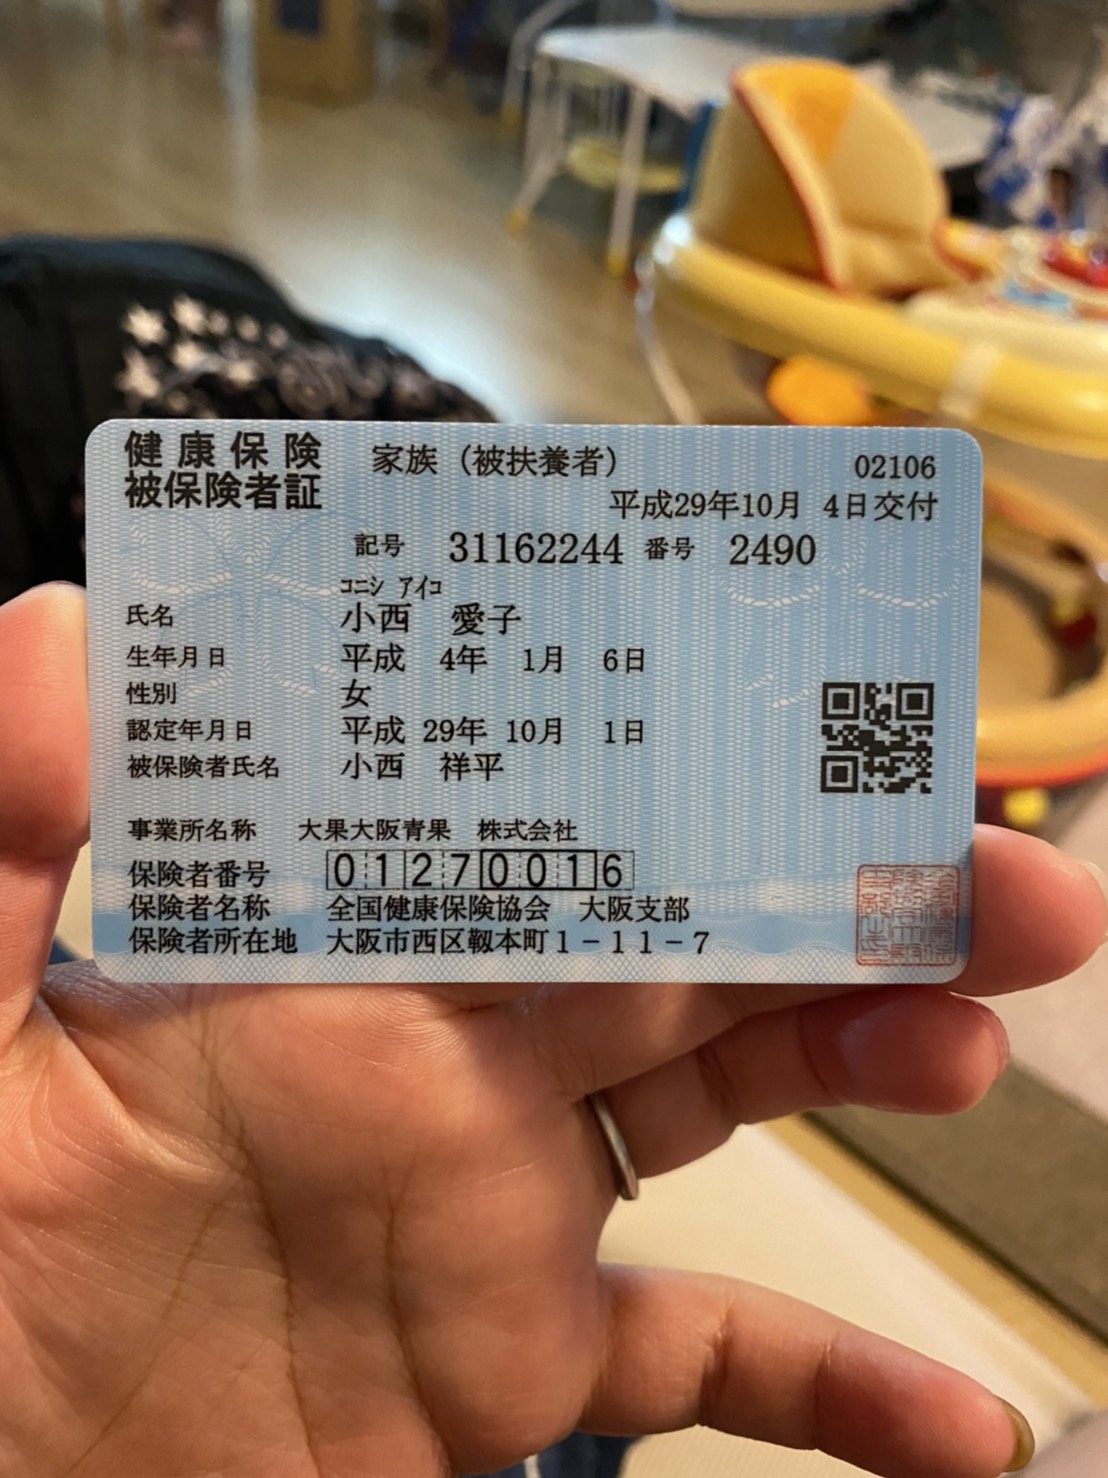 健康保険 家族（被扶養者） 02106
被保険者証 平成29年10月 4日交付
記号 31162244 番号 2490
コニシ アイコ
氏名 小西 愛子
生年月日 平成 4年 1月 6日
性別 女
認定年月日 平成 29年 10月 1日
被保険者氏名 小西 祥平
事業所名称 大果大阪青果 株式会社
保険者番号 01270016
保険者名称 全国健康保険協会 大阪支部
保険者所在地 大阪市西区靱本町１－１１－７